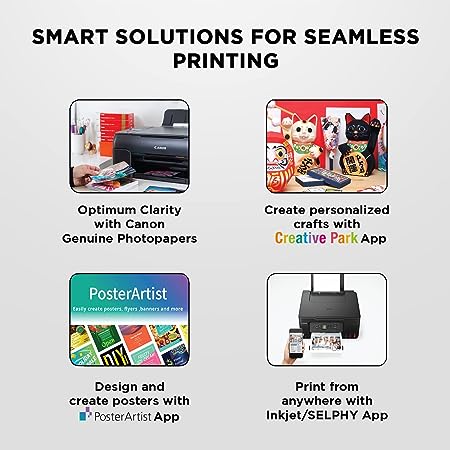 SMART SOLUTIONS FOR SEAMLESS
PRINTING
Canon
Optimum Clarity
with Canon
Genuine Photopapers
Create personalized
crafts with
Creative Park App
PosterArtist
Easily create posters, flyers ,banners and more
DIY
Design and
create posters with
PosterArtist App
Print from
anywhere with
Inkjet/SELPHY App